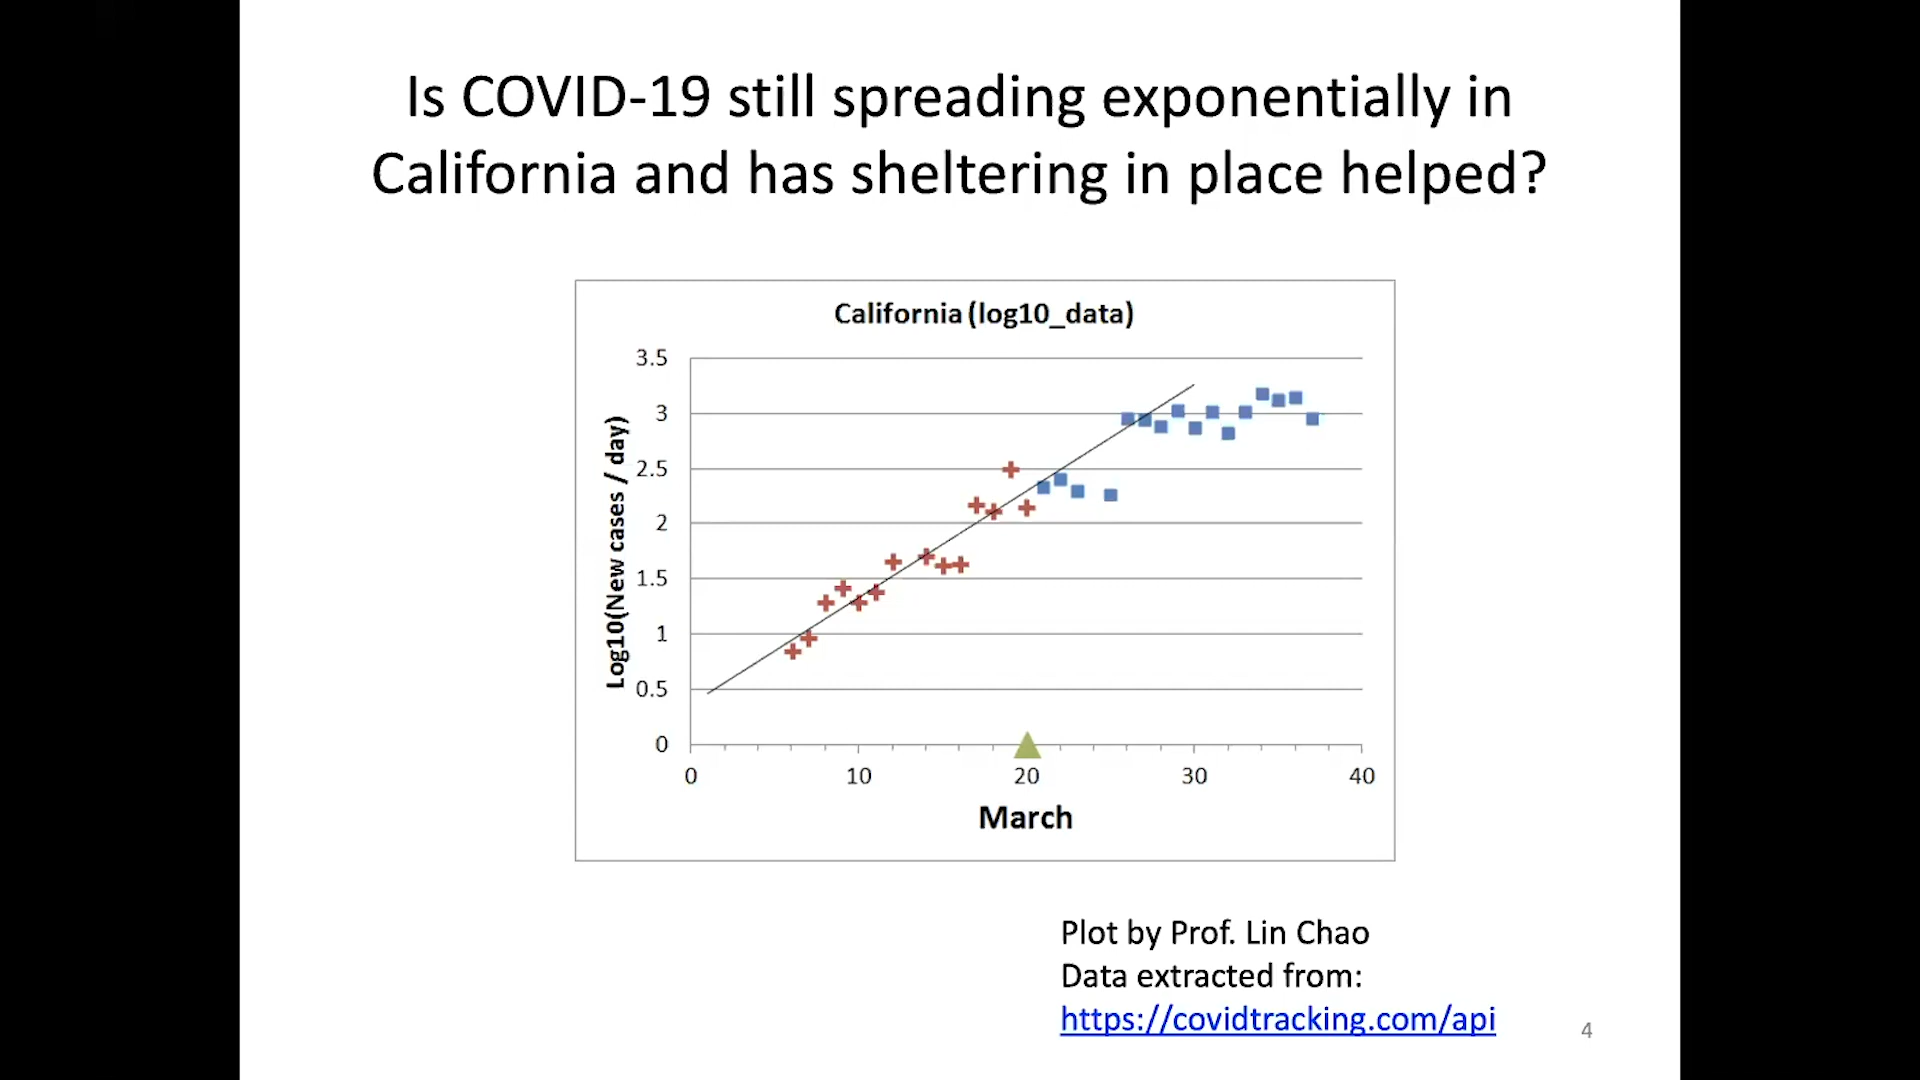 Is COVID-19 still spreading exponentially in
California and has sheltering in place helped?
California (log10_data)
Log10(New cases / day)
3.5
3
2.5
2
1.5
1
0.5
0
0 10 20 30 40
March
Plot by Prof. Lin Chao
Data extracted from:
https://covidtracking.com/api
4